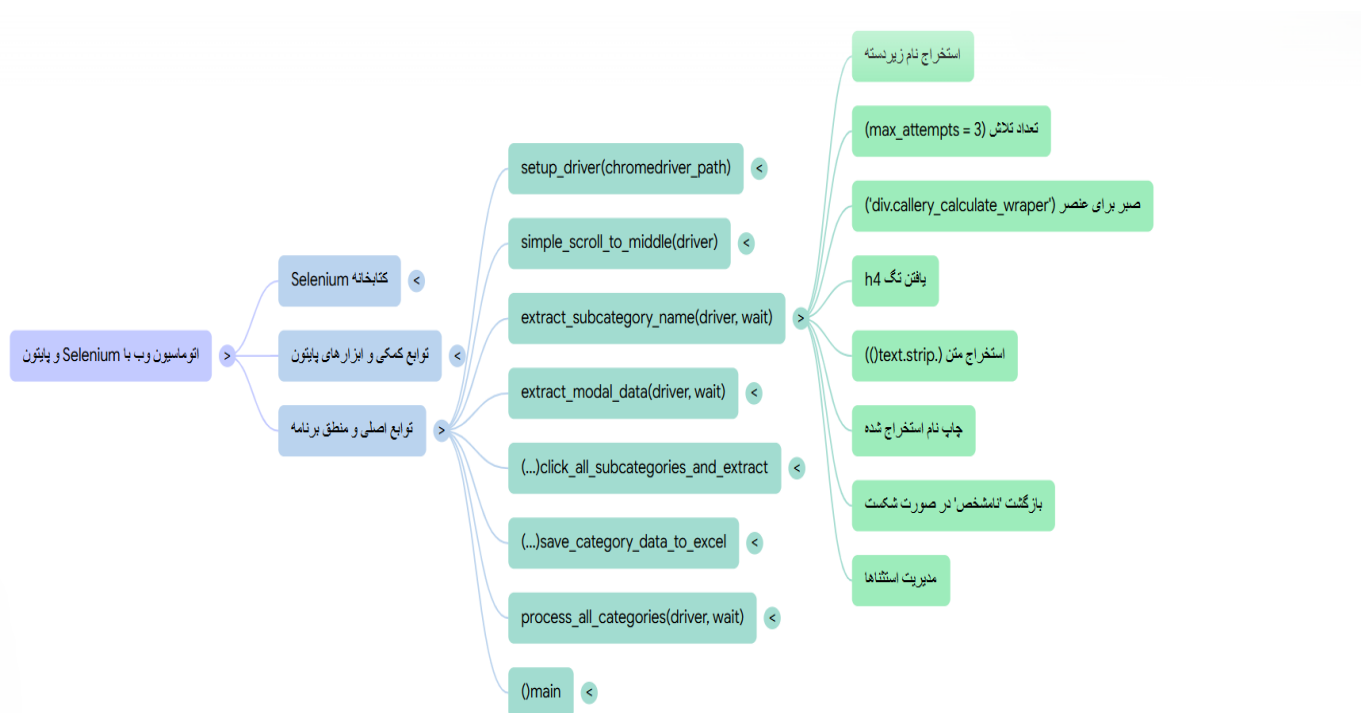 اتوماسیون وب با Selenium و پایتون
کتابخانه Selenium
توابع کمکی و ابزارهای پایتون
توابع اصلی و منطق برنامه
setup_driver(chromedriver_path)
simple_scroll_to_middle(driver)
extract_subcategory_name(driver, wait)
extract_modal_data(driver, wait)
(...)click_all_subcategories_and_extract
(...)save_category_data_to_excel
process_all_categories(driver, wait)
()main
استخراج نام زیردسته
تعداد تلاش (max_attempts = 3)
صبر برای عنصر ('div.callery_calculate_wraper')
یافتن تگ h4
استخراج متن (.text.strip())
چاپ نام استخراج شده
بازگشت 'نامشخص' در صورت شکست
مدیریت استثناها